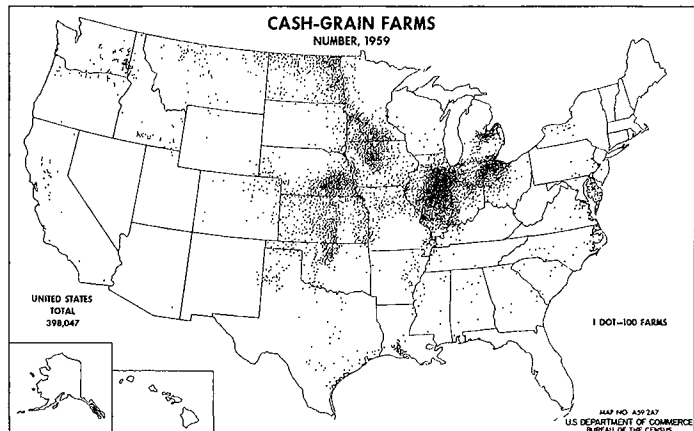 CASH-GRAIN FARMS
NUMBER, 1959
UNITED STATES
TOTAL
398,047
1 DOT—100 FARMS
MAP NO. A59 2A7
U.S DEPARTMENT OF COMMERCE
BUREAU OF THE CENSUS